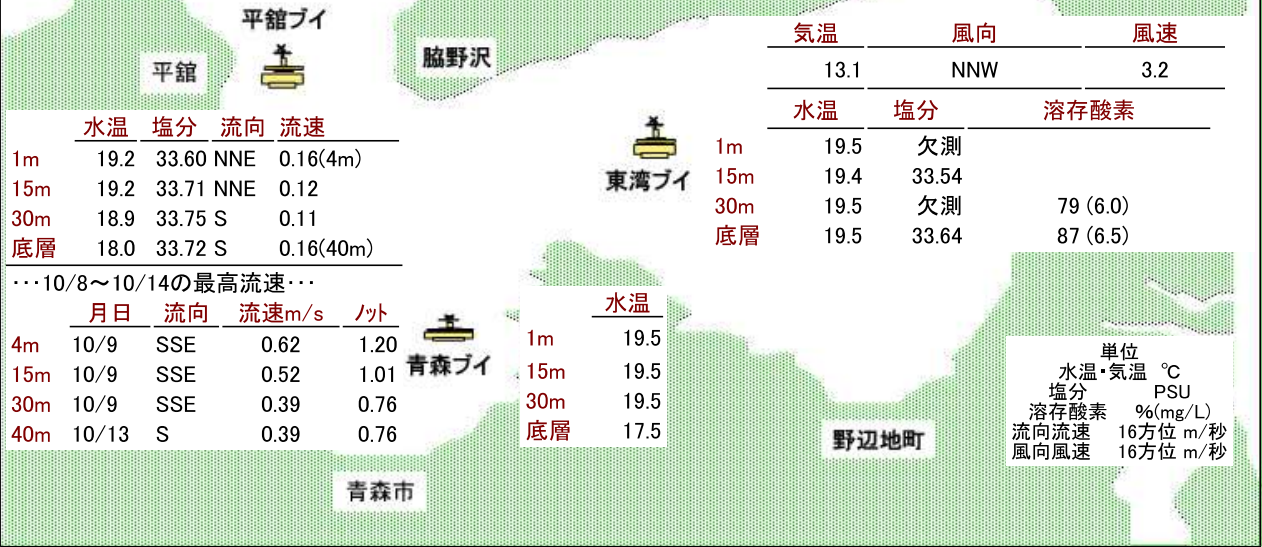 平舘ブイ
平舘
脇野沢
気温 風向 風速
13.1 NNW 3.2
水温 塩分 溶存酸素
1m 19.5 欠測
15m 19.4 33.54
30m 19.5 欠測 79 (6.0)
底層 19.5 33.64 87 (6.5)
東湾ブイ
水温 塩分 流向 流速
1m 19.2 33.60 NNE 0.16(4m)
15m 19.2 33.71 NNE 0.12
30m 18.9 33.75 S 0.11
底層 18.0 33.72 S 0.16(40m)
･･･10/8～10/14の最高流速･･･
月日 流向 流速m/s ﾉｯﾄ
4m 10/9 SSE 0.62 1.20
15m 10/9 SSE 0.52 1.01
30m 10/9 SSE 0.39 0.76
40m 10/13 S 0.39 0.76
青森ブイ
水温
1m 19.5
15m 19.5
30m 19.5
底層 17.5
単位
水温･気温 ℃
塩分 PSU
溶存酸素 %(mg/L)
流向流速 16方位 m/秒
風向風速 16方位 m/秒
野辺地町
青森市